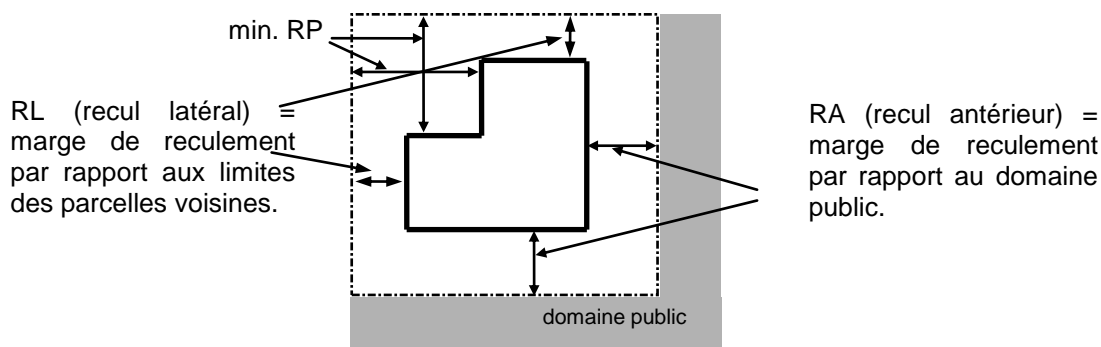 min. RP
RL (recul latéral) =
marge de reculement
par rapport aux limites
des parcelles voisines.
RA (recul antérieur) =
marge de reculement
par rapport au domaine
public.
domaine public